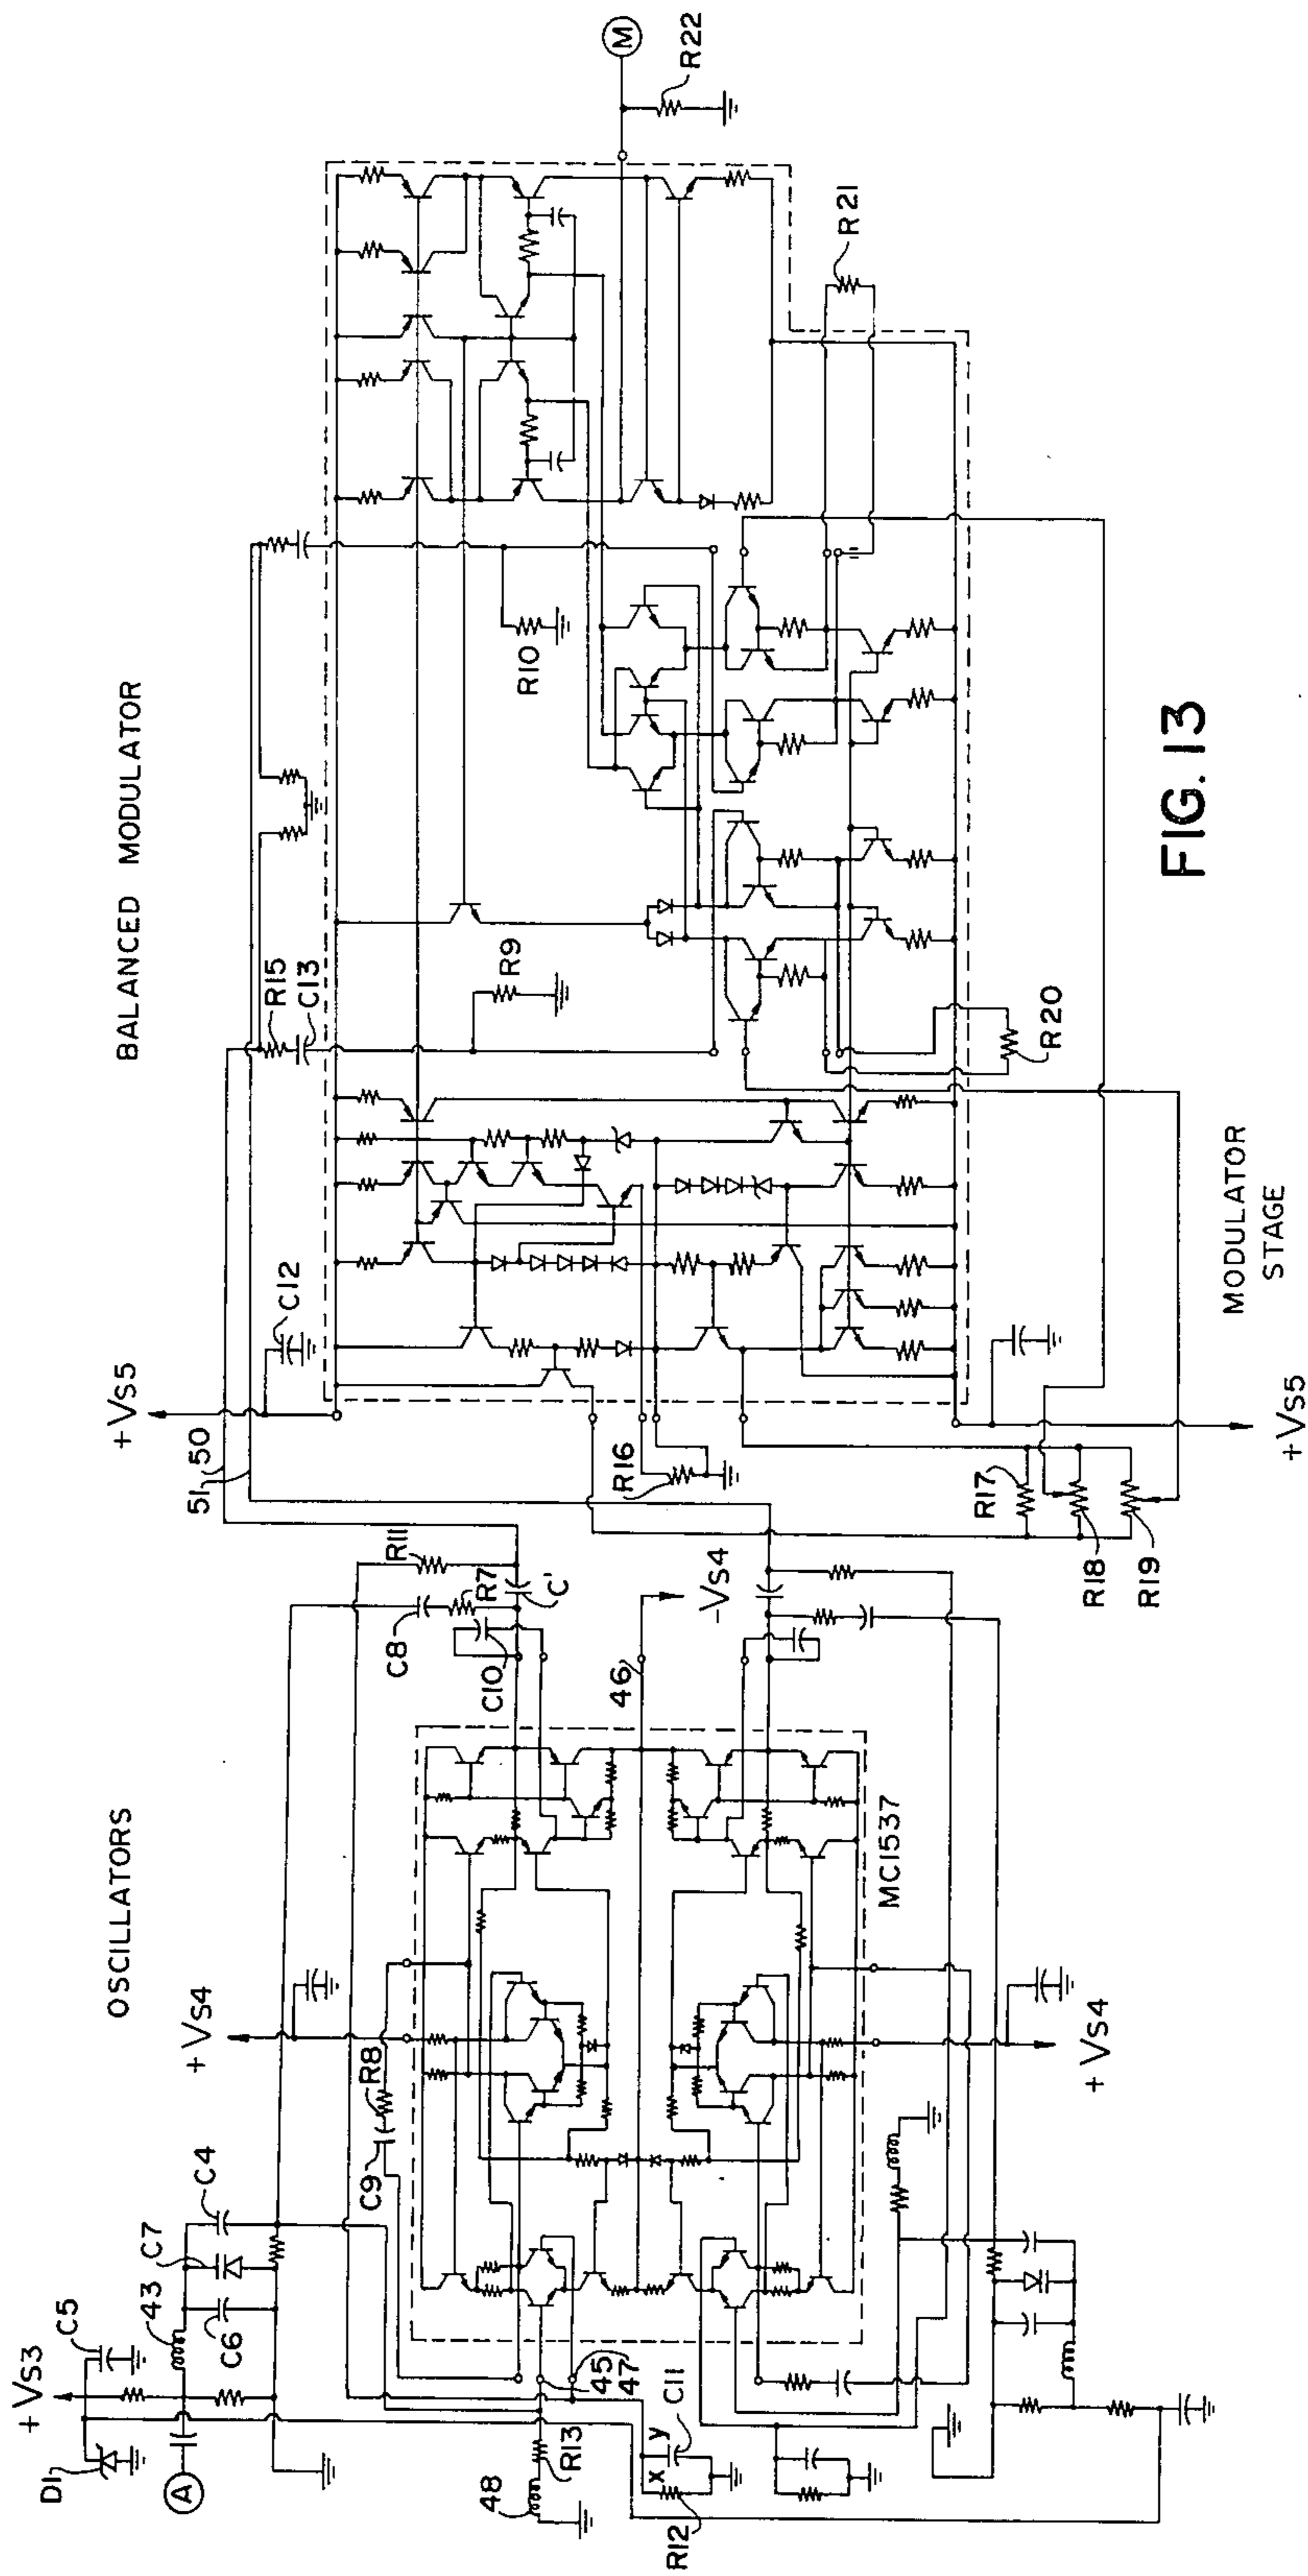 OSCILLATORS
BALANCED MODULATOR
+VS3
D1
C5
43
C7
C4
C6
A
+VS4
C9
R8
C8
R7
R11
C10
C'
48
R13
45
47
46
-VS4
R12
x
y
C11
MC1537
+VS4
51
50
+VS5
C12
R15
C13
R9
R10
M
R22
R21
R16
R20
R17
R18
R19
+VS5
MODULATOR
STAGE
FIG. 13